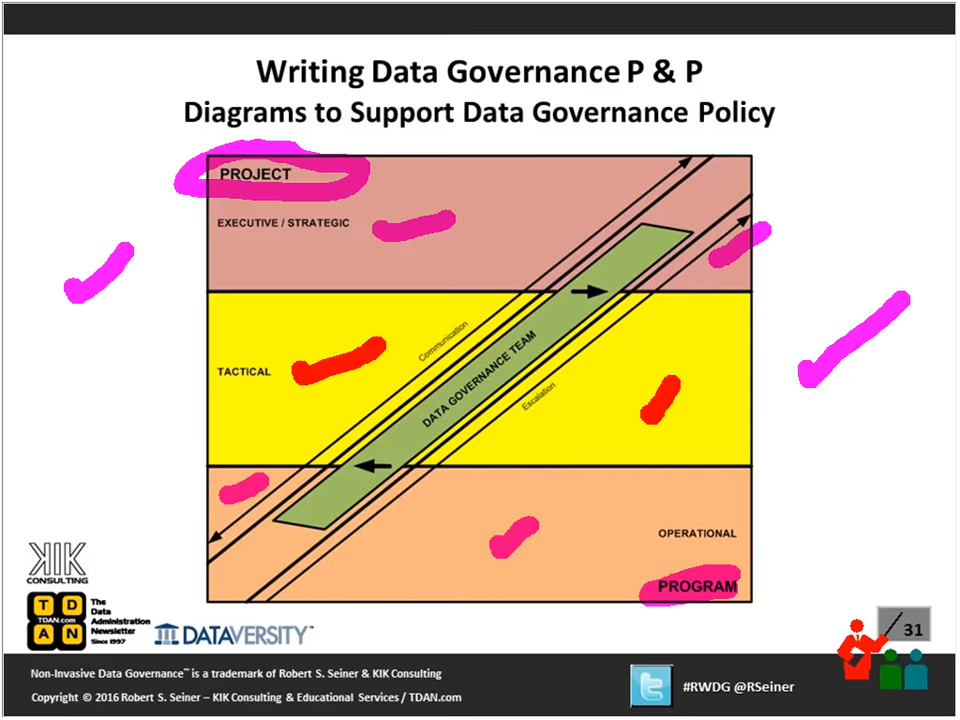 Writing Data Governance P & P
Diagrams to Support Data Governance Policy
PROJECT
EXECUTIVE / STRATEGIC
Communication
TACTICAL
DATA GOVERNANCE TEAM
Escalation
OPERATIONAL
PROGRAM
KIK
CONSULTING
T D
TDAN.com
A N
The
Data
Administration
Newsletter
Since 1997
DATAVERSITY™
31
Non-Invasive Data Governance™ is a trademark of Robert S. Seiner & KIK Consulting
Copyright © 2016 Robert S. Seiner – KIK Consulting & Educational Services / TDAN.com
#RWDG @RSeiner